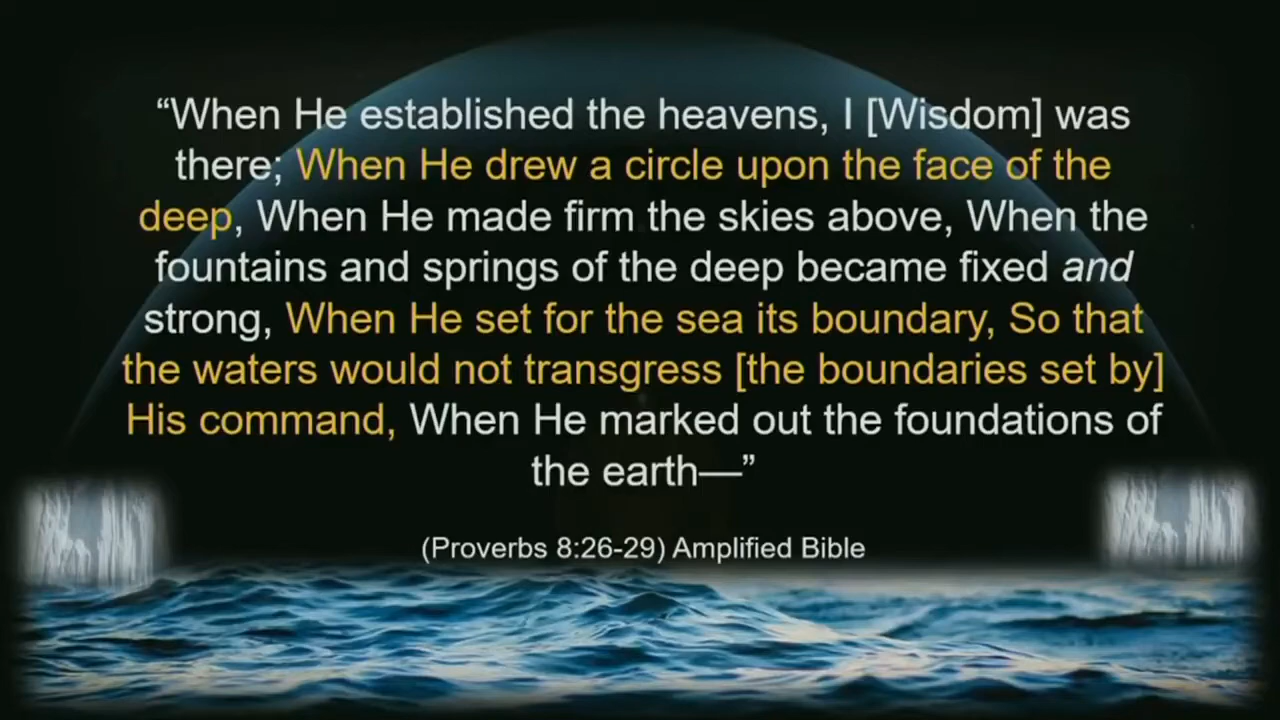 “When He established the heavens, I [Wisdom] was
there; When He drew a circle upon the face of the
deep, When He made firm the skies above, When the
fountains and springs of the deep became fixed and
strong, When He set for the sea its boundary, So that
the waters would not transgress [the boundaries set by]
His command, When He marked out the foundations of
the earth—”
(Proverbs 8:26-29) Amplified Bible